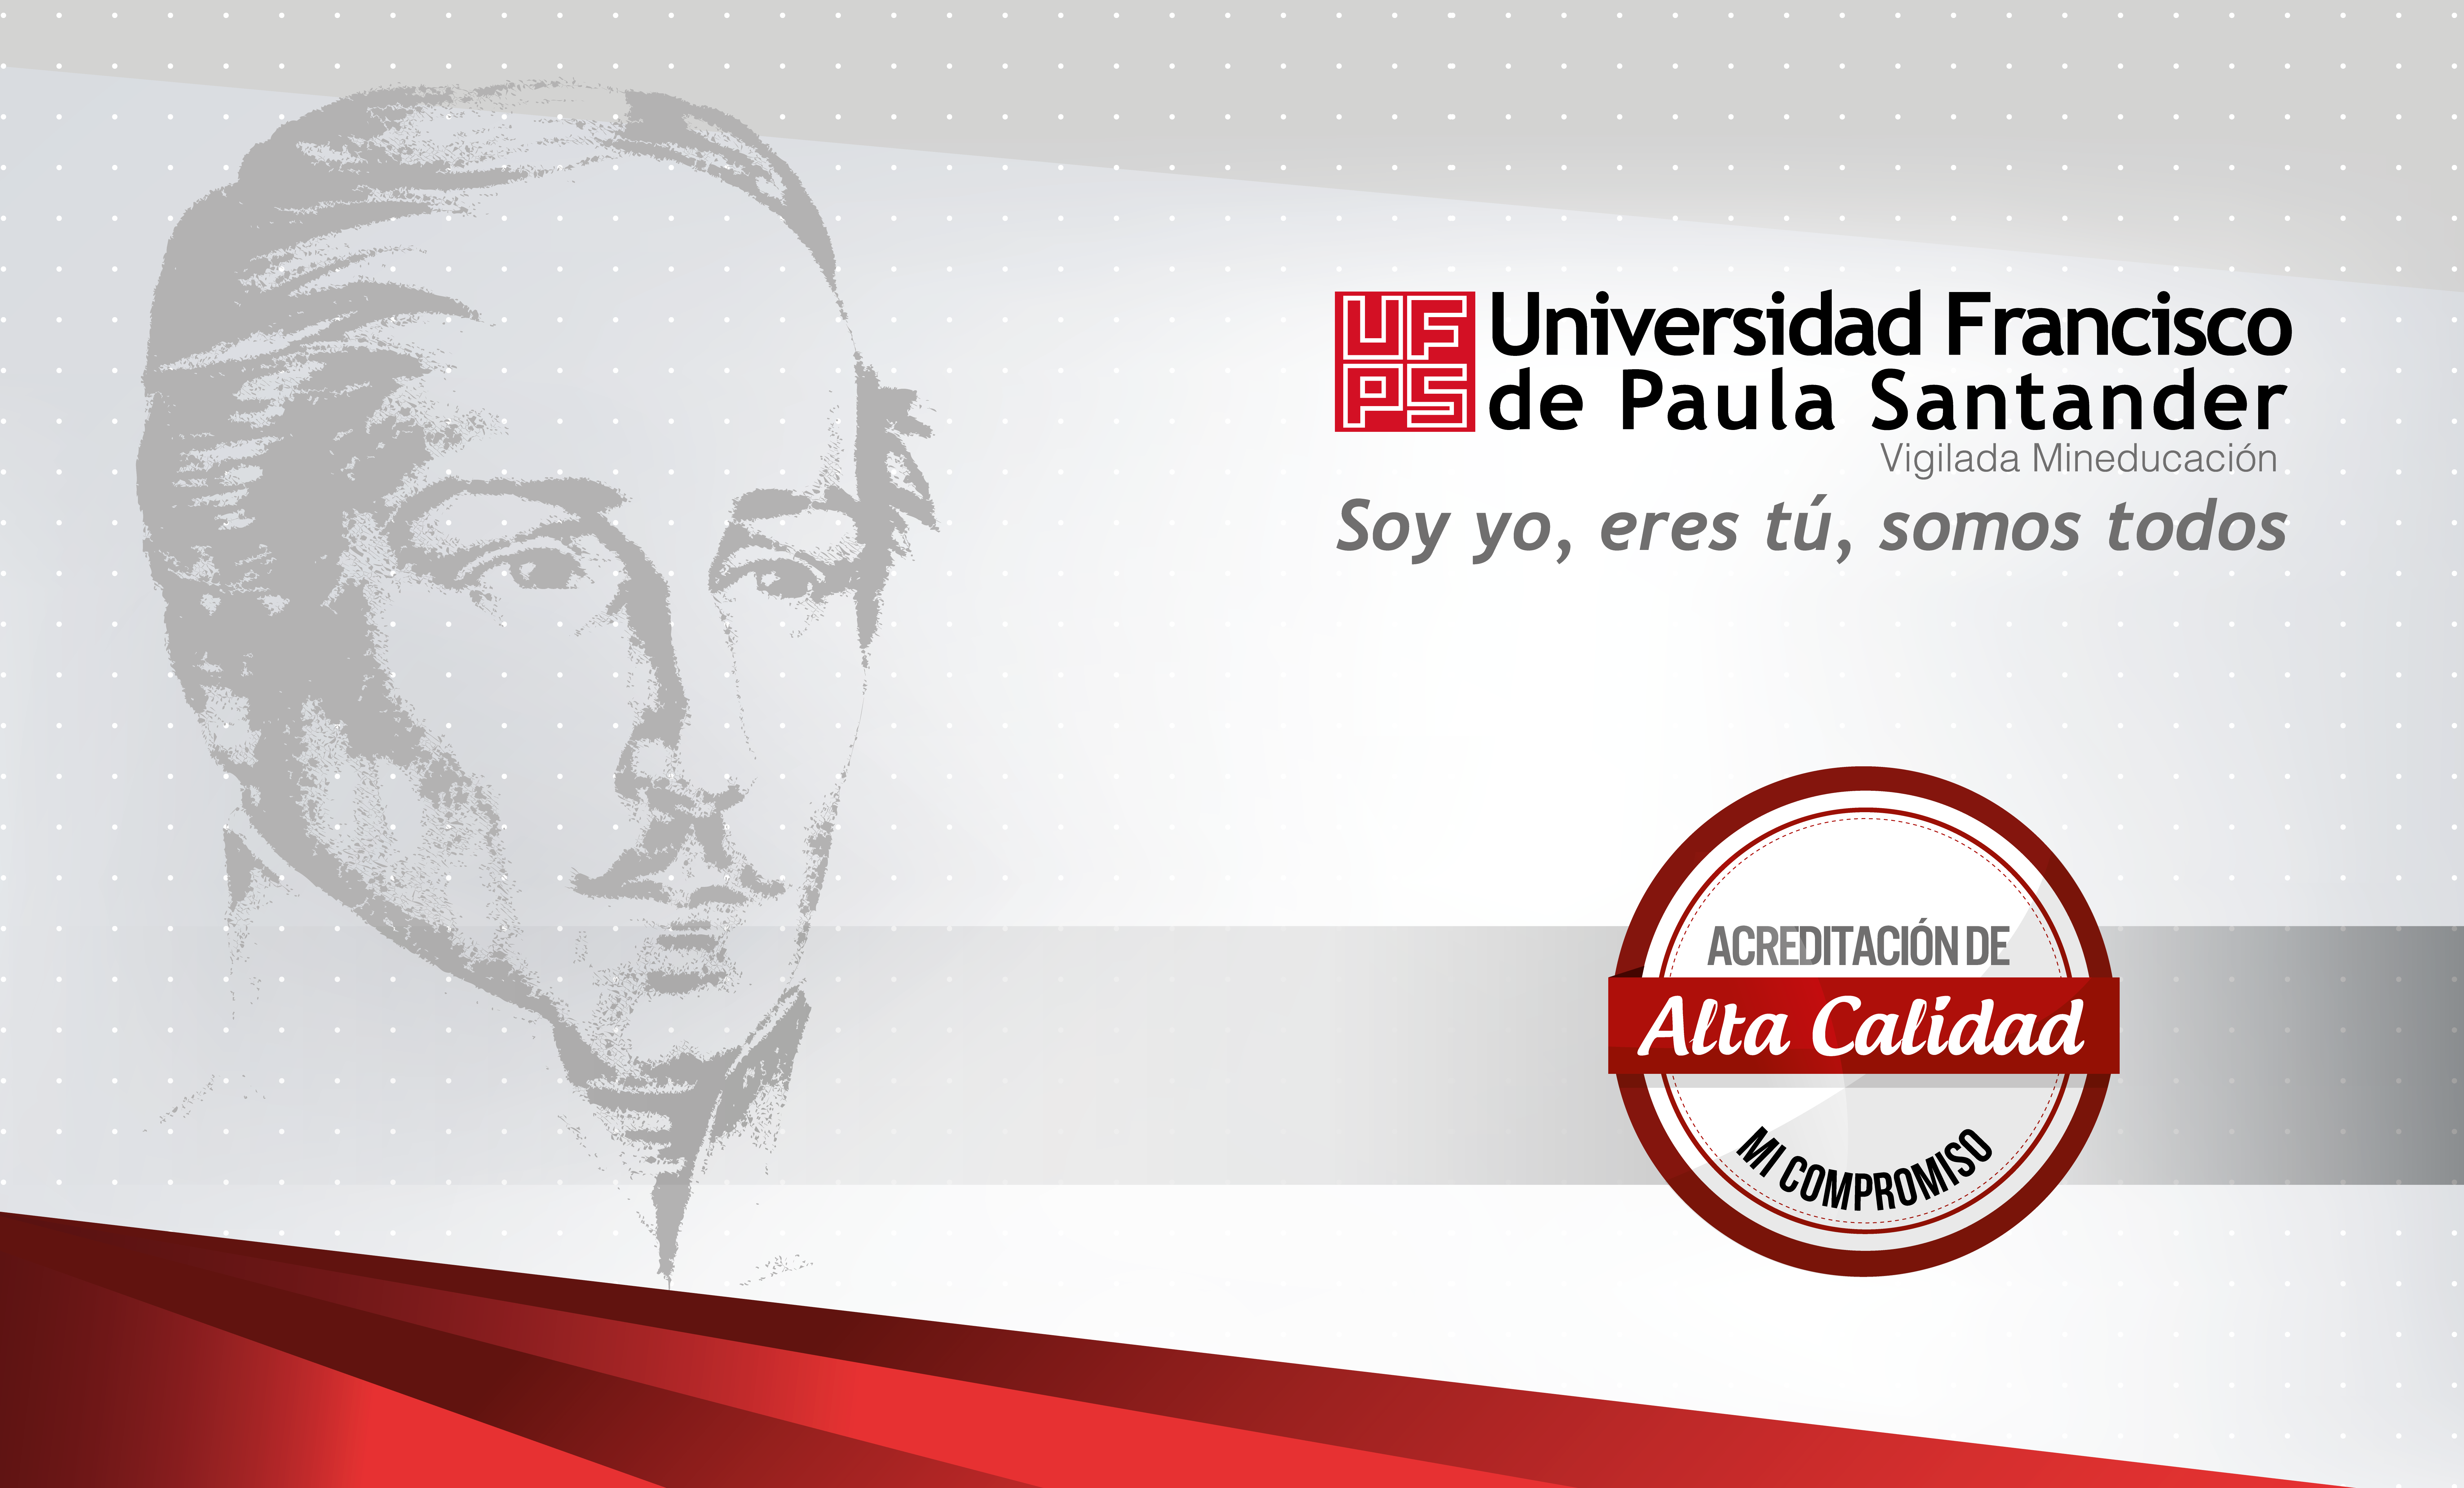 UF
PS
Universidad Francisco
de Paula Santander
Vigilada Mineducación
Soy yo, eres tú, somos todos
ACREDITACIÓN DE
Alta Calidad
MI COMPROMISO